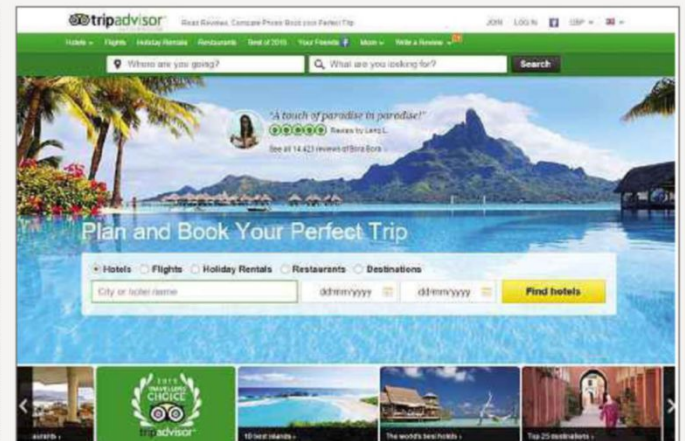 tripadvisor Read Reviews, Compare Prices Book your Perfect Trip JOIN LOG IN GBP
Hotels Flights Holiday Rentals Restaurants Best of 2015 Your Friends More Write a Review
Where are you going? What are you looking for? Search
"A touch of paradise in paradise!"
Review by
See all 14,421 reviews of Bora Bora
Plan and Book Your Perfect Trip
Hotels Flights Holiday Rentals Restaurants Destinations
City or hotel name dd/mm/yyyy dd/mm/yyyy Find hotels
2015
TRAVELLERS'
CHOICE
tripadvisor
10 best islands
The world's best hotels
Top 25 destinations